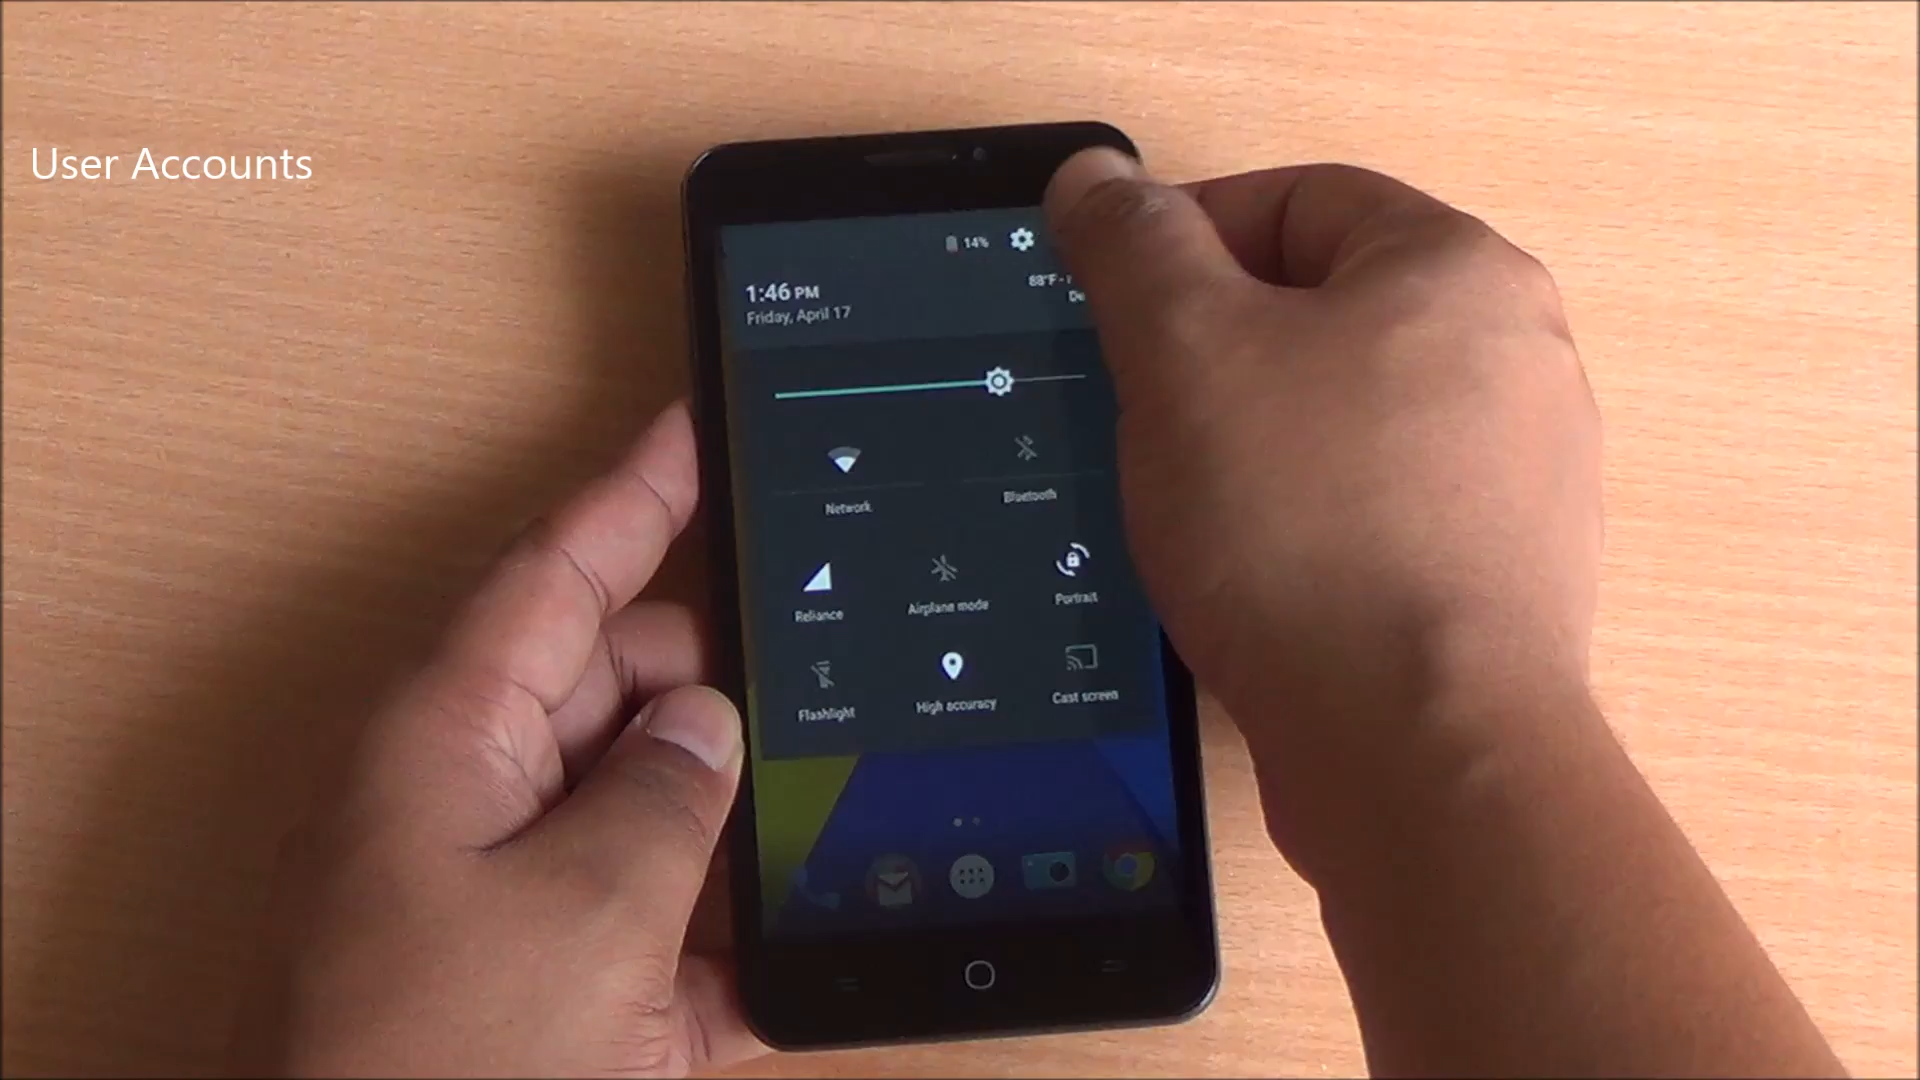 User Accounts
14%
1:46 PM
88°F -
Friday, April 17
Network
Bluetooth
Reliance
Airplane mode
Portrait
Flashlight
High accuracy
Cast screen